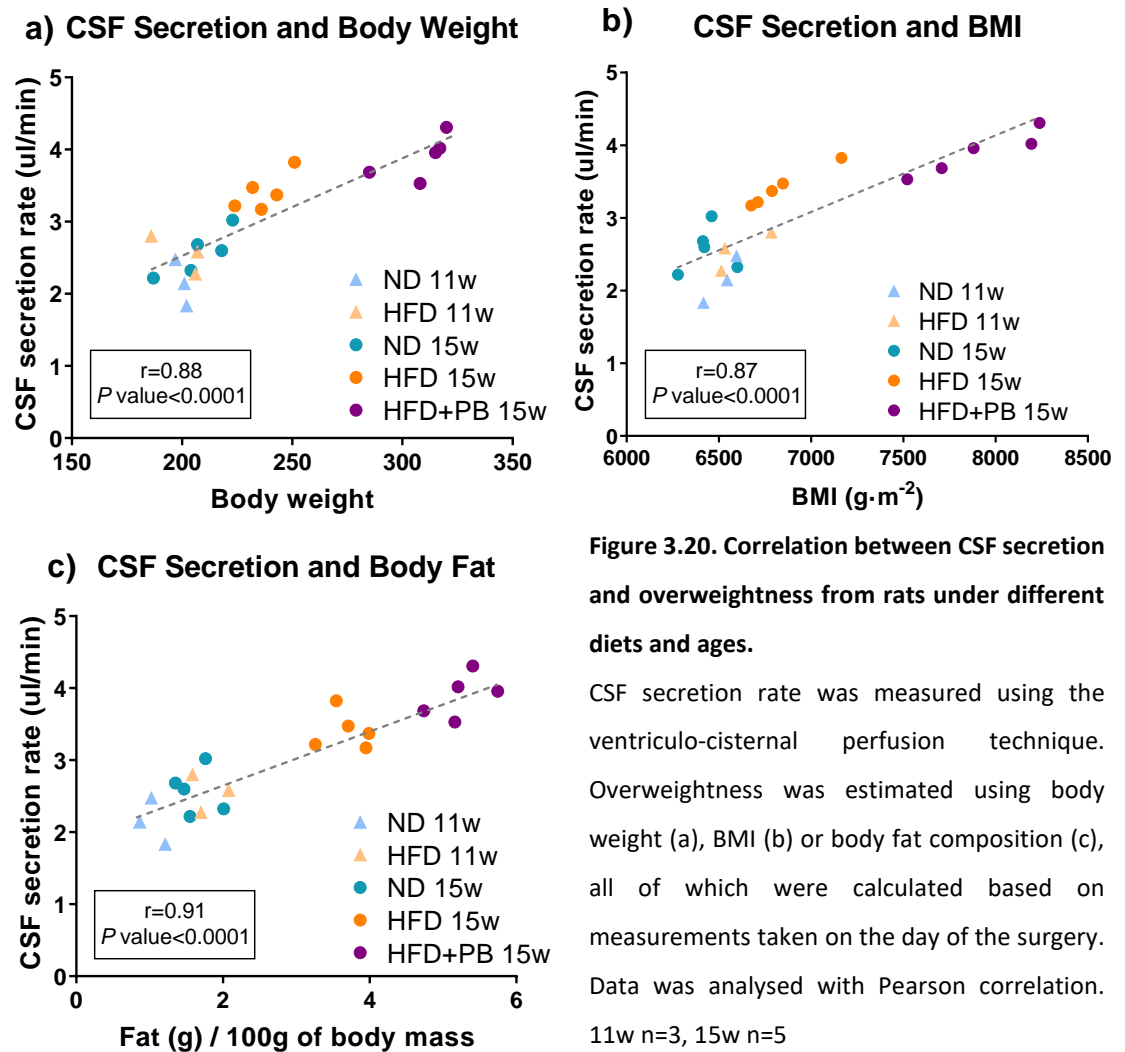 a) CSF Secretion and Body Weight
CSF secretion rate (ul/min)
5
4
3
2
1
0
150 200 250 300 350
Body weight
ND 11w
HFD 11w
ND 15w
HFD 15w
HFD+PB 15w
r=0.88
P value<0.0001
b) CSF Secretion and BMI
CSF secretion rate (ul/min)
5
4
3
2
1
0
6000 6500 7000 7500 8000 8500
BMI (g·m-2)
ND 11w
HFD 11w
ND 15w
HFD 15w
HFD+PB 15w
r=0.87
P value<0.0001
c) CSF Secretion and Body Fat
CSF secretion rate (ul/min)
5
4
3
2
1
0
0 2 4 6
Fat (g) / 100g of body mass
ND 11w
HFD 11w
ND 15w
HFD 15w
HFD+PB 15w
r=0.91
P value<0.0001
Figure 3.20. Correlation between CSF secretion
and overweightness from rats under different
diets and ages.
CSF secretion rate was measured using the
ventriculo-cisternal perfusion technique.
Overweightness was estimated using body
weight (a), BMI (b) or body fat composition (c),
all of which were calculated based on
measurements taken on the day of the surgery.
Data was analysed with Pearson correlation.
11w n=3, 15w n=5